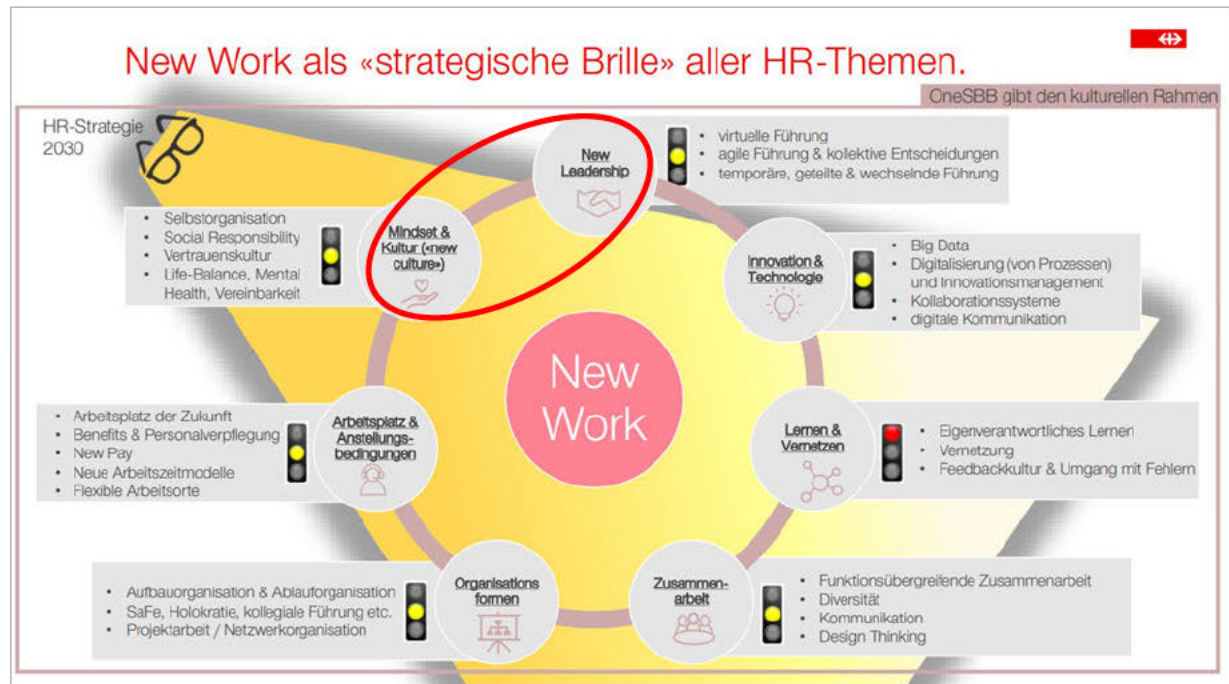 New Work als «strategische Brille» aller HR-Themen.
OneSBB gibt den kulturellen Rahmen
HR-Strategie
2030
New
Leadership
• virtuelle Führung
• agile Führung & kollektive Entscheidungen
• temporäre, geteilte & wechselnde Führung
• Selbstorganisation
• Social Responsibility
• Vertrauenskultur
• Life-Balance, Mental
Health, Vereinbarkeit
Mindset &
Kultur («new
culture»)
Innovation &
Technologie
• Big Data
• Digitalisierung (von Prozessen)
und Innovationsmanagement
• Kollaborationssysteme
• digitale Kommunikation
New
Work
• Arbeitsplatz der Zukunft
• Benefits & Personalverpflegung
• New Pay
• Neue Arbeitszeitmodelle
• Flexible Arbeitsorte
Arbeitsplatz &
Anstellungs-
bedingungen
Lernen &
Vernetzen
• Eigenverantwortliches Lernen
• Vernetzung
• Feedbackkultur & Umgang mit Fehlern
• Aufbauorganisation & Ablauforganisation
• SaFe, Holokratie, kollegiale Führung etc.
• Projektarbeit / Netzwerkorganisation
Organisations
formen
Zusammen-
arbeit
• Funktionsübergreifende Zusammenarbeit
• Diversität
• Kommunikation
• Design Thinking